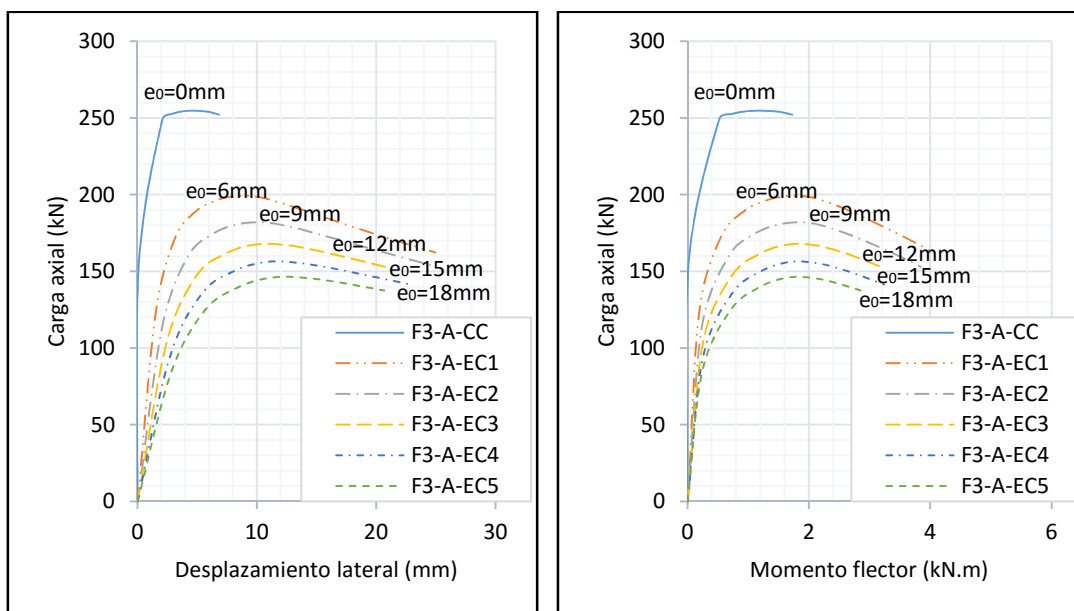 300
250
200
150
100
50
0
Carga axial (kN)
e₀=0mm
e₀=6mm
e₀=9mm
e₀=12mm
e₀=15mm
e₀=18mm
F3-A-CC
F3-A-EC1
F3-A-EC2
F3-A-EC3
F3-A-EC4
F3-A-EC5
0 10 20 30
Desplazamiento lateral (mm)
300
250
200
150
100
50
0
Carga axial (kN)
e₀=0mm
e₀=6mm
e₀=9mm
e₀=12mm
e₀=15mm
e₀=18mm
F3-A-CC
F3-A-EC1
F3-A-EC2
F3-A-EC3
F3-A-EC4
F3-A-EC5
0 2 4 6
Momento flector (kN.m)